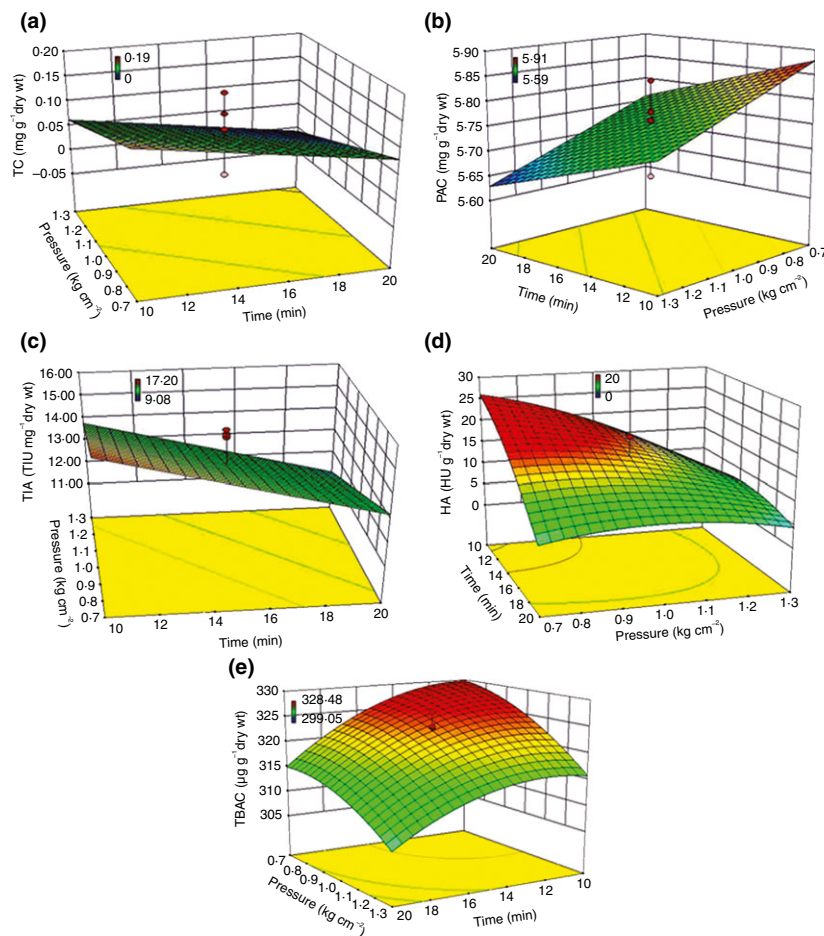 (a)
0·20
0·15
0·10
0·05
0
−0·05
TC (mg g⁻¹dry wt)
0·19
0
1·3
1·2
1·1
1·0
0·9
0·8
0·7
Pressure (kg cm⁻²)
10 12 14 16 18 20
Time (min)
(b)
5·90
5·85
5·80
5·75
5·70
5·65
5·60
PAC (mg g⁻¹dry wt)
5·91
5·59
20 18 16 14 12 10
Time (min)
1·3 1·2 1·1 1·0 0·9 0·8 0·7
Pressure (kg cm⁻²)
(c)
16·00
15·00
14·00
13·00
12·00
11·00
TIA (TIU mg⁻¹dry wt)
17·20
9·08
1·3
1·2
1·1
1·0
0·9
0·8
0·7
Pressure (kg cm⁻²)
10 12 14 16 18 20
Time (min)
(d)
30
25
20
15
10
5
0
HA (HU g⁻¹dry wt)
20
0
10
12
14
16
18
20
Time (min)
0·7 0·8 0·9 1·0 1·1 1·2 1·3
Pressure (kg cm⁻²)
(e)
330
325
320
315
310
305
TBAC (µg g⁻¹dry wt)
328·48
299·05
0·7
0·8
0·9
1·0
1·1
1·2
1·3
Pressure (kg cm⁻²)
20 18 16 14 12 10
Time (min)